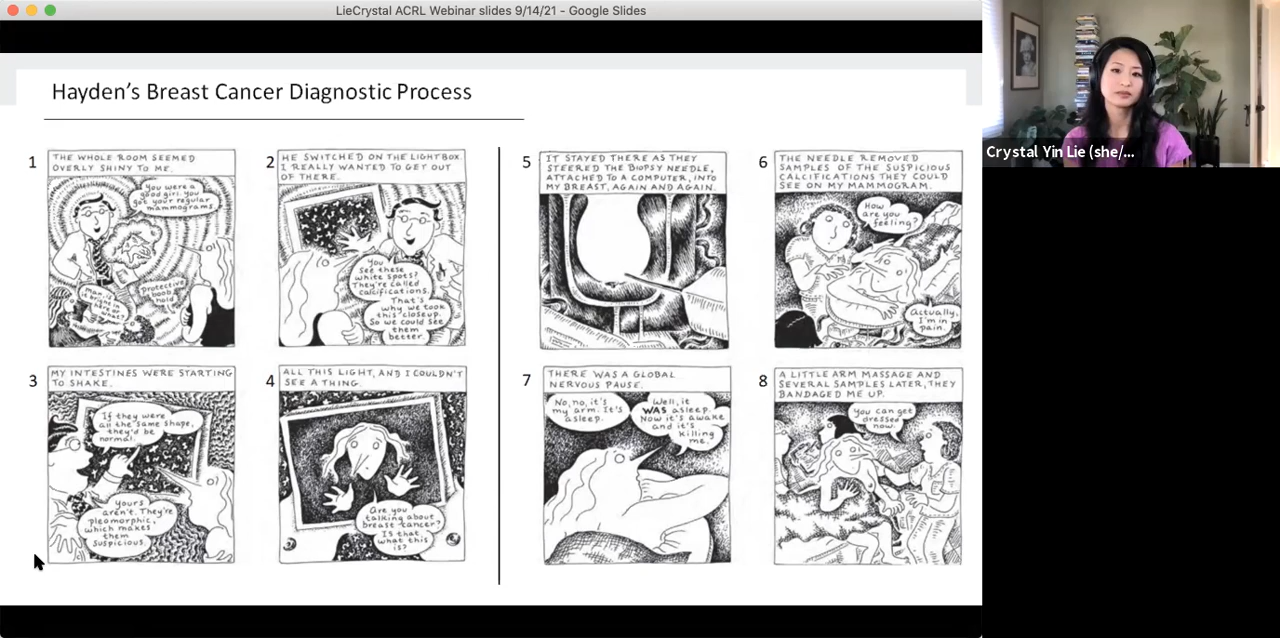 LieCrystal ACRL Webinar slides 9/14/21 - Google Slides
Hayden's Breast Cancer Diagnostic Process
1
THE WHOLE ROOM SEEMED
OVERLY SHINY TO ME.
You were a
good girl. You
got your regular
mammograms.
protective
boob
hold
2
HE SWITCHED ON THE LIGHTBOX.
I REALLY WANTED TO GET OUT
OF THERE.
You
see these
white spots?
They're called
calcifications.
That's
why we took
this closeup.
So we could see
them
better.
3
MY INTESTINES WERE STARTING
TO SHAKE.
If they were
all the same shape,
they'd be
normal.
Yours
aren't. They're
pleomorphic,
which makes
them
suspicious.
4
ALL THIS LIGHT, AND I COULDN'T
SEE A THING.
Are you
talking about
breast cancer?
Is that
what this
is?
5
IT STAYED THERE AS THEY
STEERED THE BIOPSY NEEDLE,
ATTACHED TO A COMPUTER, INTO
MY BREAST, AGAIN AND AGAIN.
6
THE NEEDLE REMOVED
SAMPLES OF THE SUSPICIOUS
CALCIFICATIONS THEY COULD
SEE ON MY MAMMOGRAM.
How
are you
feeling?
Actually,
I'm in
pain.
7
THERE WAS A GLOBAL
NERVOUS PAUSE.
No, no, it's
my arm. It's
asleep.
Well, it
WAS asleep.
Now it's awake
and it's
killing
me.
8
A LITTLE ARM MASSAGE AND
SEVERAL SAMPLES LATER, THEY
BANDAGED ME UP.
You can get
dressed
now.
Crystal Yin Lie (she/...